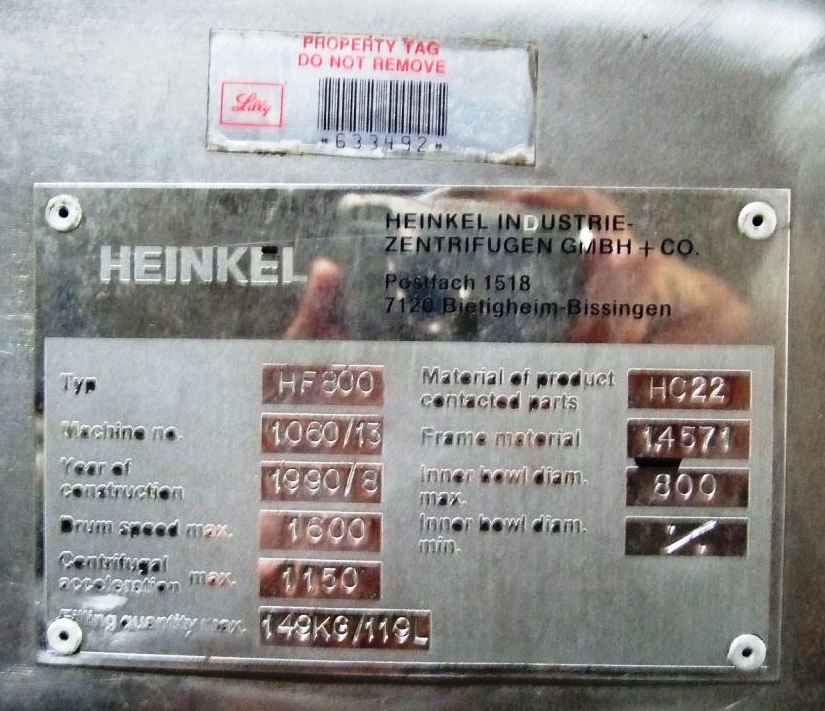 PROPERTY TAG
DO NOT REMOVE
Lilly
*633492*
HEINKEL
HEINKEL INDUSTRIE-
ZENTRIFUGEN GMBH + CO.
Postfach 1518
7120 Bietigheim-Bissingen
Typ HF800
Machine no. 1060/13
Year of
construction 1990/8
Drum speed max. 1600
Centrifugal
acceleration max. 1150
Filling quantity max. 149KG/119L
Material of product
contacted parts HC22
Frame material 1.4571
Inner bowl diam.
max. 800
Inner bowl diam.
min. ·/·